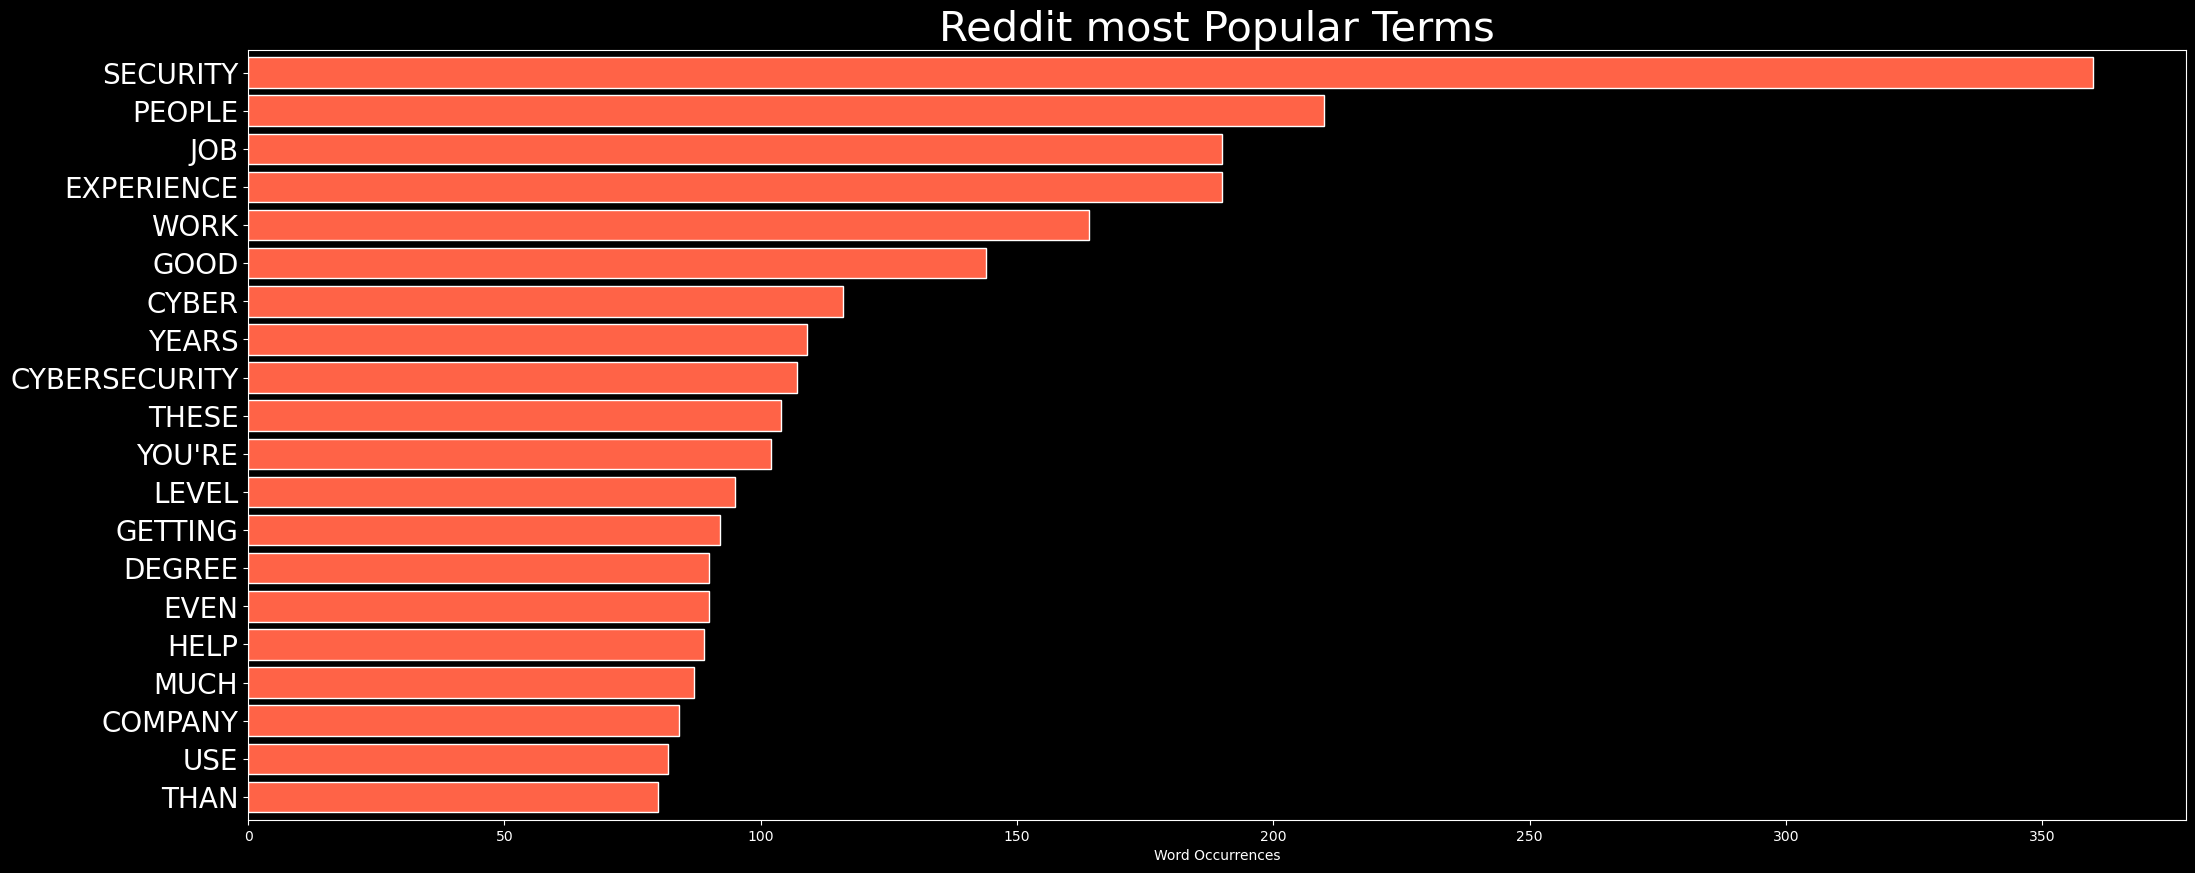 Reddit most Popular Terms
SECURITY
PEOPLE
JOB
EXPERIENCE
WORK
GOOD
CYBER
YEARS
CYBERSECURITY
THESE
YOU'RE
LEVEL
GETTING
DEGREE
EVEN
HELP
MUCH
COMPANY
USE
THAN
0 50 100 150 200 250 300 350
Word Occurrences